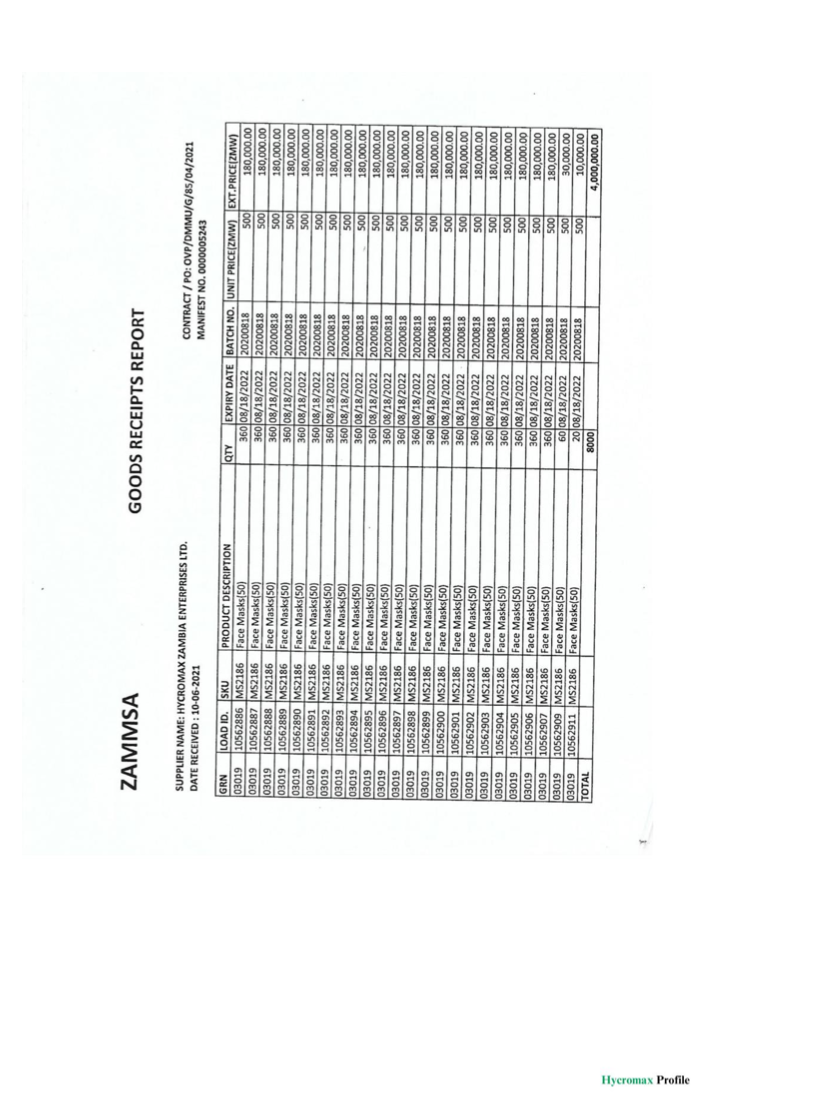 ZAMMSA GOODS RECEIPTS REPORT
SUPPLIER NAME: HYCROMAX ZAMBIA ENTERPRISES LTD. CONTRACT / PO: OVP/DMMU/G/85/04/2021
DATE RECEIVED : 10-06-2021 MANIFEST NO. 0000005243
GRN LOAD ID. SKU PRODUCT DESCRIPTION QTY EXPIRY DATE BATCH NO. UNIT PRICE(ZMW) EXT.PRICE(ZMW)
03019 10562886 MS2186 Face Masks(50) 360 08/18/2022 20200818 500 180,000.00
03019 10562887 MS2186 Face Masks(50) 360 08/18/2022 20200818 500 180,000.00
03019 10562888 MS2186 Face Masks(50) 360 08/18/2022 20200818 500 180,000.00
03019 10562889 MS2186 Face Masks(50) 360 08/18/2022 20200818 500 180,000.00
03019 10562890 MS2186 Face Masks(50) 360 08/18/2022 20200818 500 180,000.00
03019 10562891 MS2186 Face Masks(50) 360 08/18/2022 20200818 500 180,000.00
03019 10562892 MS2186 Face Masks(50) 360 08/18/2022 20200818 500 180,000.00
03019 10562893 MS2186 Face Masks(50) 360 08/18/2022 20200818 500 180,000.00
03019 10562894 MS2186 Face Masks(50) 360 08/18/2022 20200818 500 180,000.00
03019 10562895 MS2186 Face Masks(50) 360 08/18/2022 20200818 500 180,000.00
03019 10562896 MS2186 Face Masks(50) 360 08/18/2022 20200818 500 180,000.00
03019 10562897 MS2186 Face Masks(50) 360 08/18/2022 20200818 500 180,000.00
03019 10562898 MS2186 Face Masks(50) 360 08/18/2022 20200818 500 180,000.00
03019 10562899 MS2186 Face Masks(50) 360 08/18/2022 20200818 500 180,000.00
03019 10562900 MS2186 Face Masks(50) 360 08/18/2022 20200818 500 180,000.00
03019 10562901 MS2186 Face Masks(50) 360 08/18/2022 20200818 500 180,000.00
03019 10562902 MS2186 Face Masks(50) 360 08/18/2022 20200818 500 180,000.00
03019 10562903 MS2186 Face Masks(50) 360 08/18/2022 20200818 500 180,000.00
03019 10562904 MS2186 Face Masks(50) 360 08/18/2022 20200818 500 180,000.00
03019 10562905 MS2186 Face Masks(50) 360 08/18/2022 20200818 500 180,000.00
03019 10562906 MS2186 Face Masks(50) 360 08/18/2022 20200818 500 180,000.00
03019 10562907 MS2186 Face Masks(50) 360 08/18/2022 20200818 500 180,000.00
03019 10562909 MS2186 Face Masks(50) 60 08/18/2022 20200818 500 30,000.00
03019 10562911 MS2186 Face Masks(50) 20 08/18/2022 20200818 500 10,000.00
TOTAL 8000 4,000,000.00
Hycromax Profile